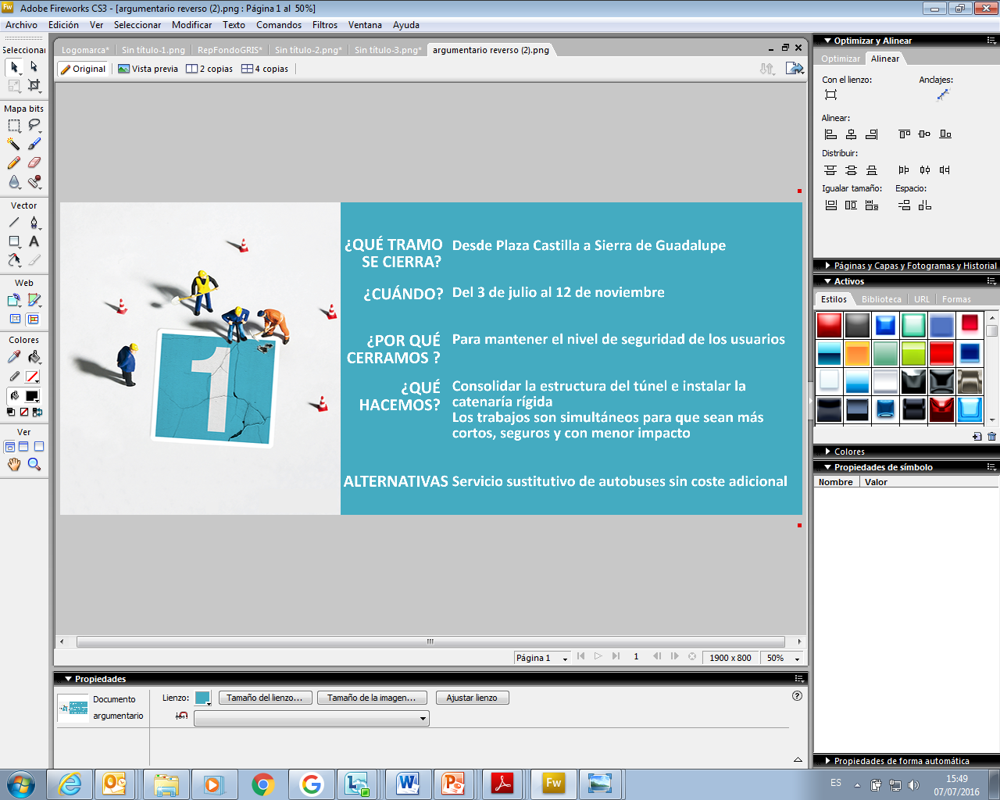 Adobe Fireworks CS3 - [argumentario reverso (2).png : Página 1 al 50%]
Archivo Edición Ver Seleccionar Modificar Texto Comandos Filtros Ventana Ayuda
Logomarca* Sin título-1.png RepFondoGRIS* Sin título-2.png* Sin título-3.png* argumentario reverso (2).png
Original Vista previa 2 copias 4 copias
Mapa bits
Vector
Web
Colores
Ver
¿QUÉ TRAMO
SE CIERRA?
Desde Plaza Castilla a Sierra de Guadalupe
¿CUÁNDO?
Del 3 de julio al 12 de noviembre
¿POR QUÉ
CERRAMOS ?
Para mantener el nivel de seguridad de los usuarios
¿QUÉ
HACEMOS?
Consolidar la estructura del túnel e instalar la
catenaría rígida
Los trabajos son simultáneos para que sean más
cortos, seguros y con menor impacto
ALTERNATIVAS
Servicio sustitutivo de autobuses sin coste adicional
1
Página 1 1 1900 x 800 50%
Propiedades
Documento
argumentario
Lienzo: Tamaño del lienzo... Tamaño de la imagen... Ajustar lienzo
Optimizar y Alinear
Optimizar Alinear
Con el lienzo: Anclajes:
Alinear:
Distribuir:
Igualar tamaño: Espacio:
Páginas y Capas y Fotogramas y Historial
Activos
Estilos Biblioteca URL Formas
Colores
Propiedades de símbolo
Nombre Valor
Propiedades de forma automática
Fw
ES
15:49
07/07/2016